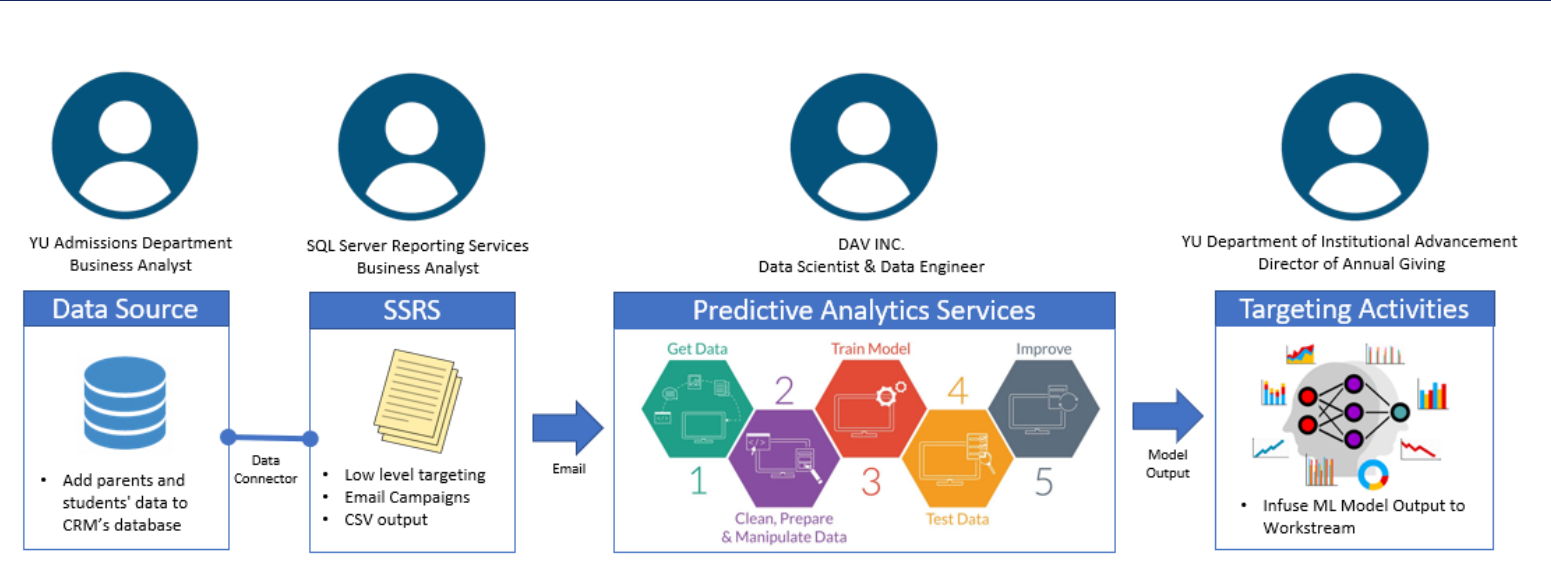 YU Admissions Department
Business Analyst
SQL Server Reporting Services
Business Analyst
DAV INC.
Data Scientist & Data Engineer
YU Department of Institutional Advancement
Director of Annual Giving
Data Source
• Add parents and
students' data to
CRM's database
Data
Connector
SSRS
• Low level targeting
• Email Campaigns
• CSV output
Email
Predictive Analytics Services
Get Data
1
2
Clean, Prepare
& Manipulate Data
Train Model
3
4
Test Data
Improve
5
Model
Output
Targeting Activities
• Infuse ML Model Output to
Workstream